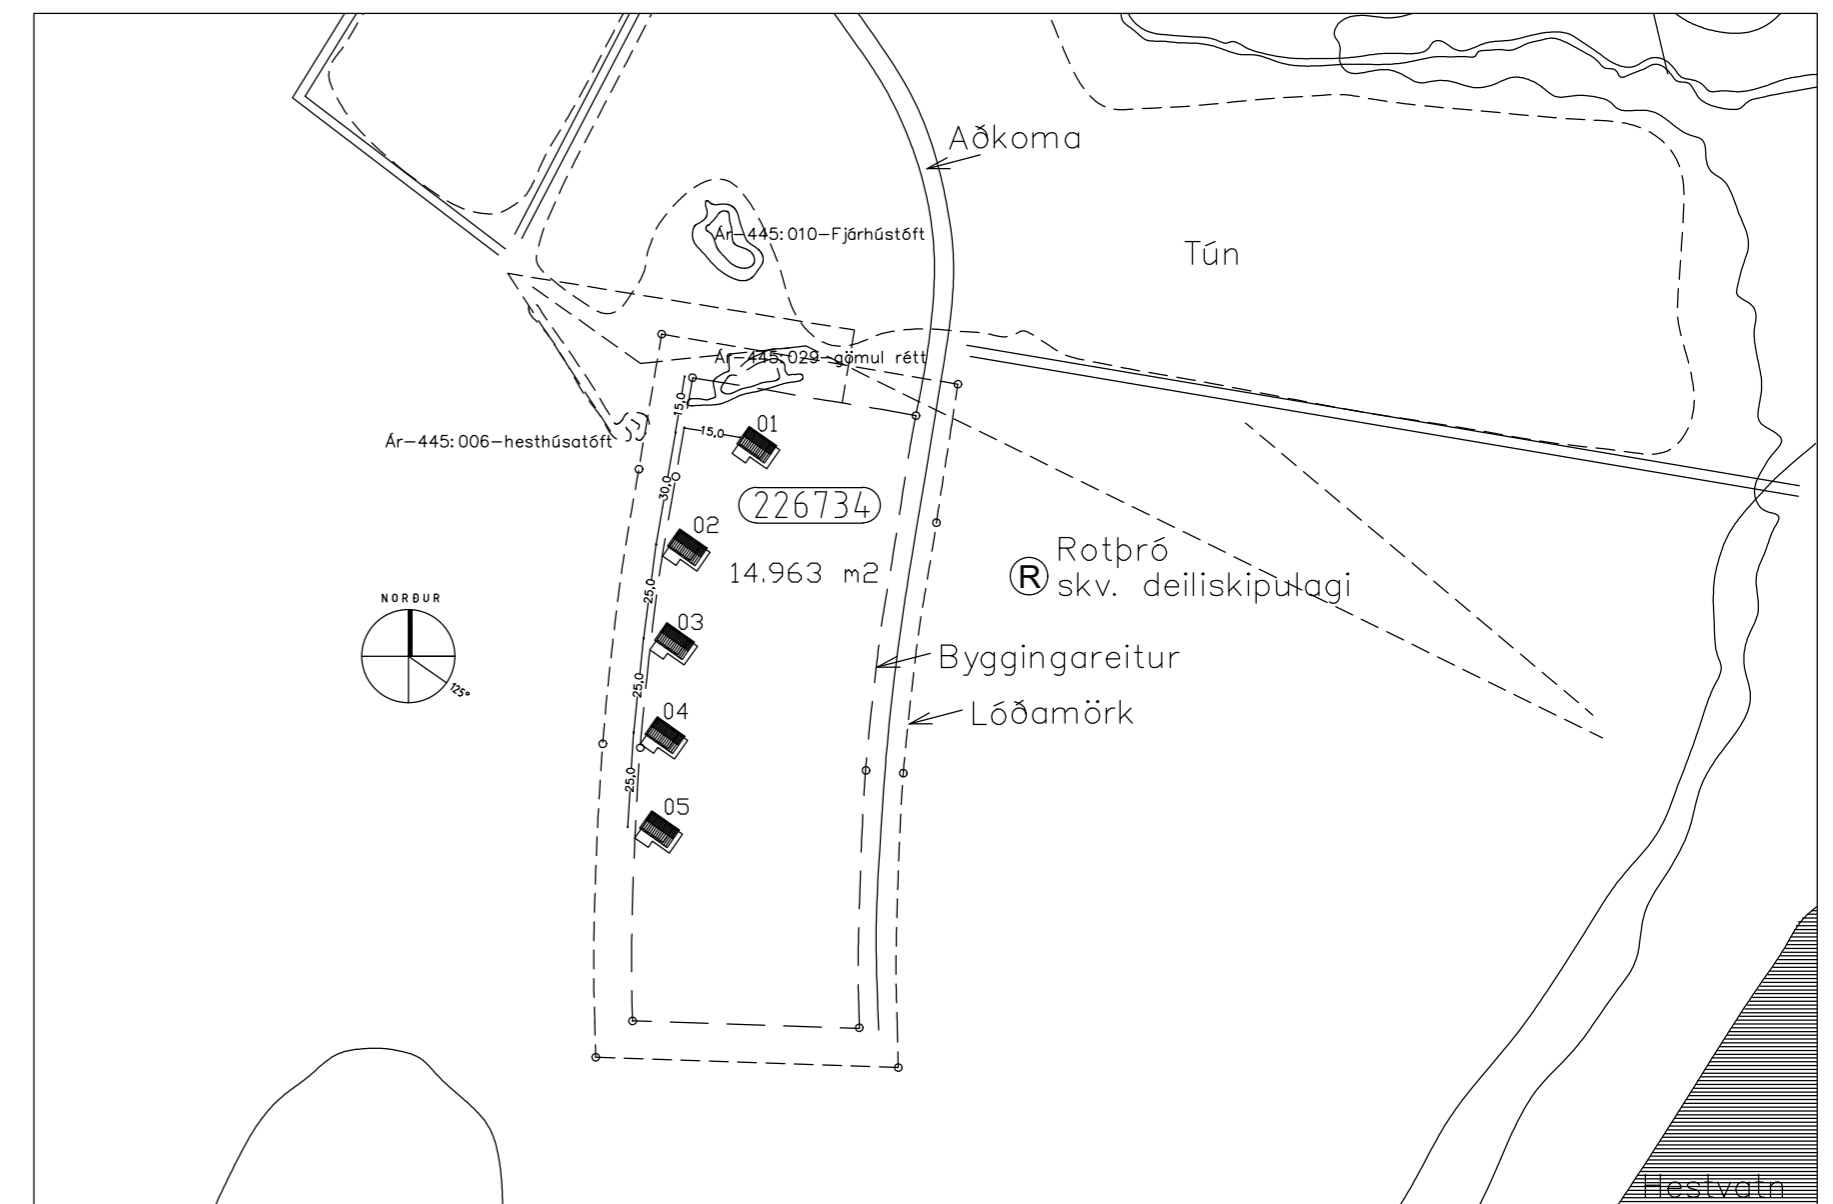 Aðkoma
Ár-445:010-Fjárhústóft
Tún
Ár-445:029-gömul rétt
15,0
01
15,0
Ár-445:006-hesthúsatóft
30,0
226734
02
14.963 m2
R
Rotþró
skv. deiliskipulagi
25,0
NORÐUR
125°
03
Byggingareitur
25,0
04
Lóðamörk
25,0
05
Hestvatn